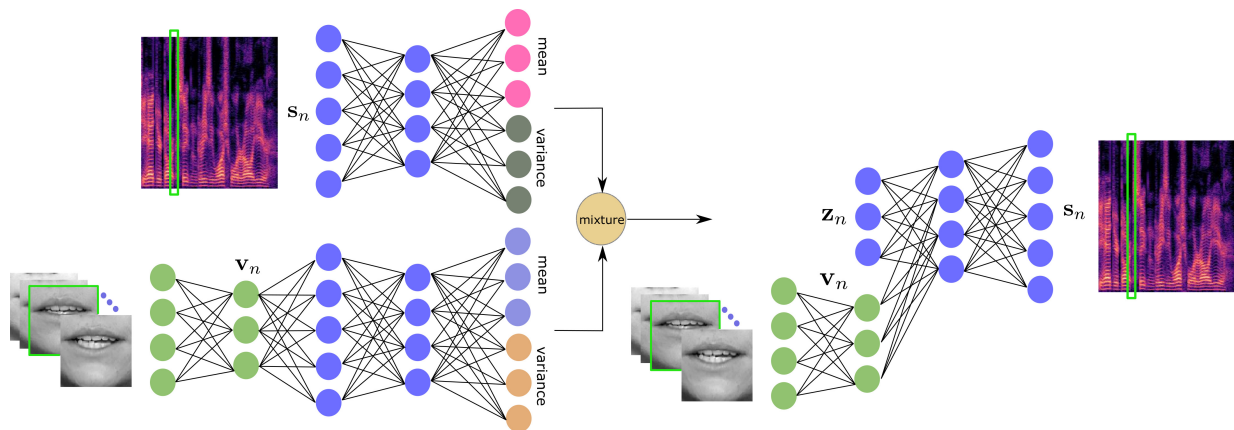 mean
s_n
variance
mixture
z_n
s_n
v_n
mean
v_n
variance